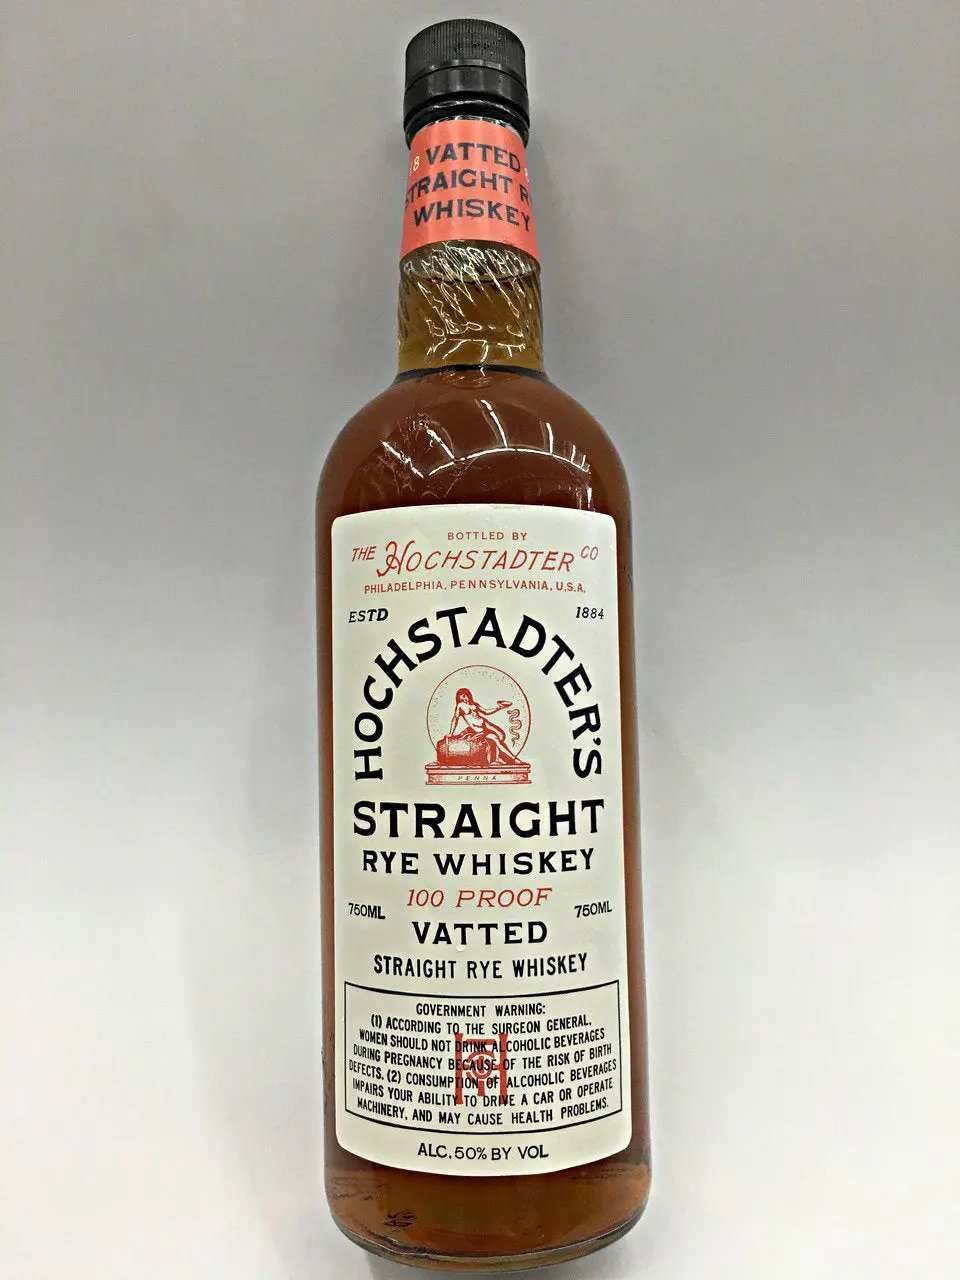 8 VATTED
STRAIGHT R
WHISKEY
BOTTLED BY
THE HOCHSTADTER CO
PHILADELPHIA, PENNSYLVANIA, U.S.A.
ESTD 1884
HOCHSTADTER'S
PENNA
STRAIGHT
RYE WHISKEY
100 PROOF
750ML 750ML
VATTED
STRAIGHT RYE WHISKEY
GOVERNMENT WARNING:
(1) ACCORDING TO THE SURGEON GENERAL,
WOMEN SHOULD NOT DRINK ALCOHOLIC BEVERAGES
DURING PREGNANCY BECAUSE OF THE RISK OF BIRTH
DEFECTS. (2) CONSUMPTION OF ALCOHOLIC BEVERAGES
IMPAIRS YOUR ABILITY TO DRIVE A CAR OR OPERATE
MACHINERY, AND MAY CAUSE HEALTH PROBLEMS.
ALC. 50% BY VOL